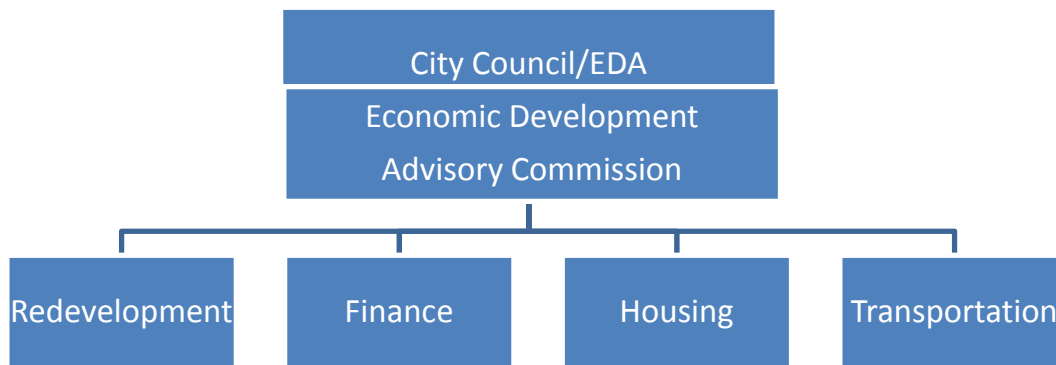 City Council/EDA
Economic Development
Advisory Commission
Redevelopment
Finance
Housing
Transportation